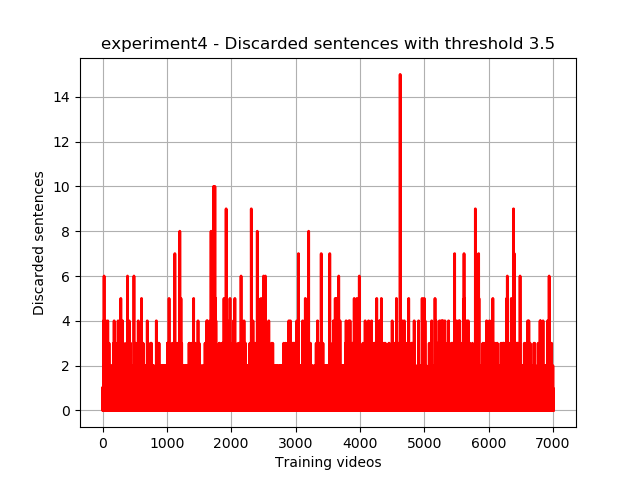 experiment4 - Discarded sentences with threshold 3.5
14
12
10
8
6
4
2
0
Discarded sentences
0 1000 2000 3000 4000 5000 6000 7000
Training videos